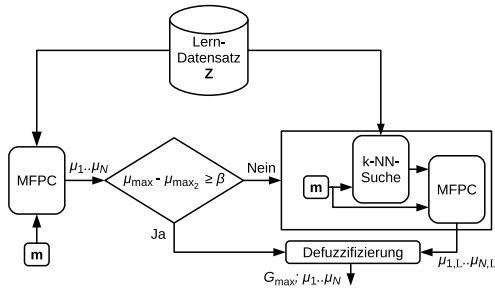 Lern-
Datensatz
Z
MFPC
μ1..μN
μmax - μmax2 ≥ β
Nein
k-NN-
Suche
m
MFPC
m
Ja
Defuzzifizierung
μ1,L..μN,L
Gmax; μ1..μN